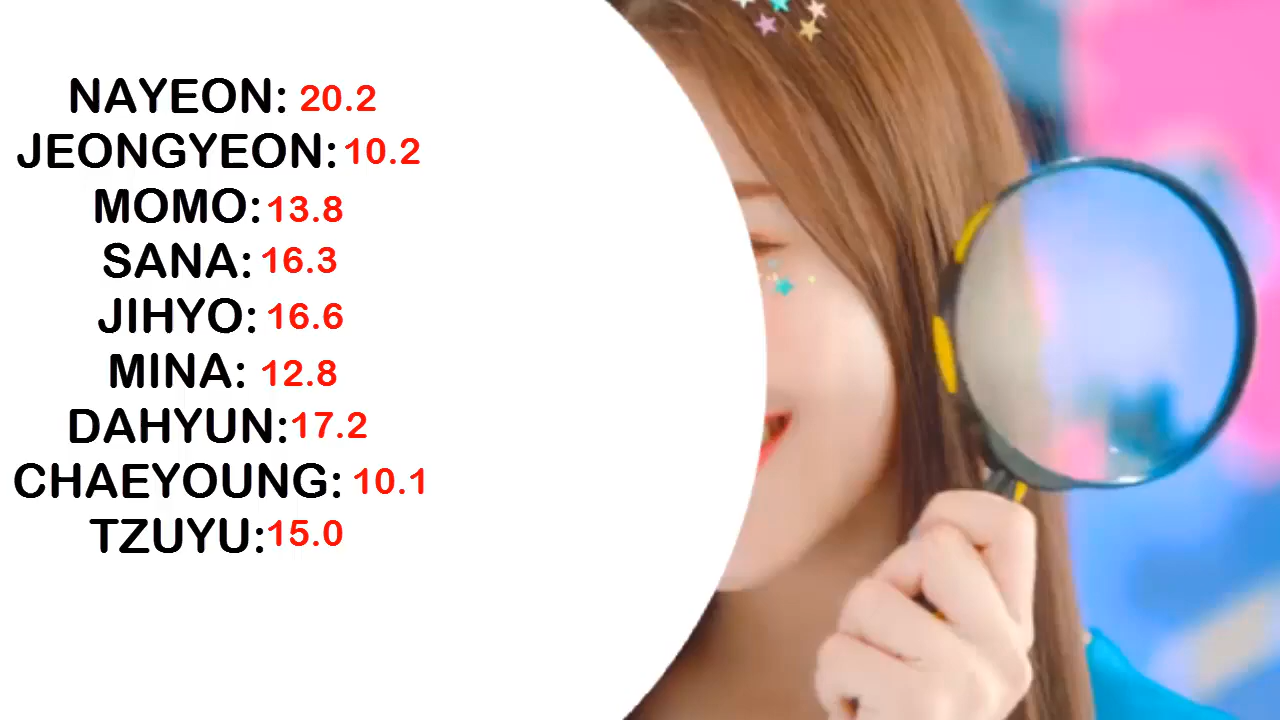 NAYEON: 20.2
JEONGYEON: 10.2
MOMO: 13.8
SANA: 16.3
JIHYO: 16.6
MINA: 12.8
DAHYUN:17.2
CHAEYOUNG: 10.1
TZUYU:15.0